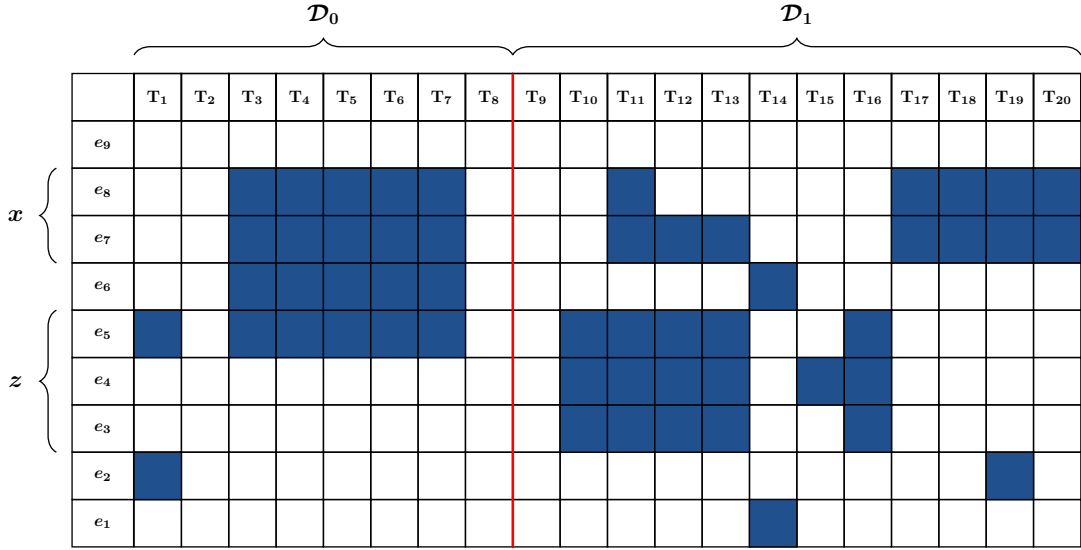 𝓓₀ 𝓓₁
T₁ T₂ T₃ T₄ T₅ T₆ T₇ T₈ T₉ T₁₀ T₁₁ T₁₂ T₁₃ T₁₄ T₁₅ T₁₆ T₁₇ T₁₈ T₁₉ T₂₀
e₉
e₈
x
e₇
e₆
e₅
z
e₄
e₃
e₂
e₁